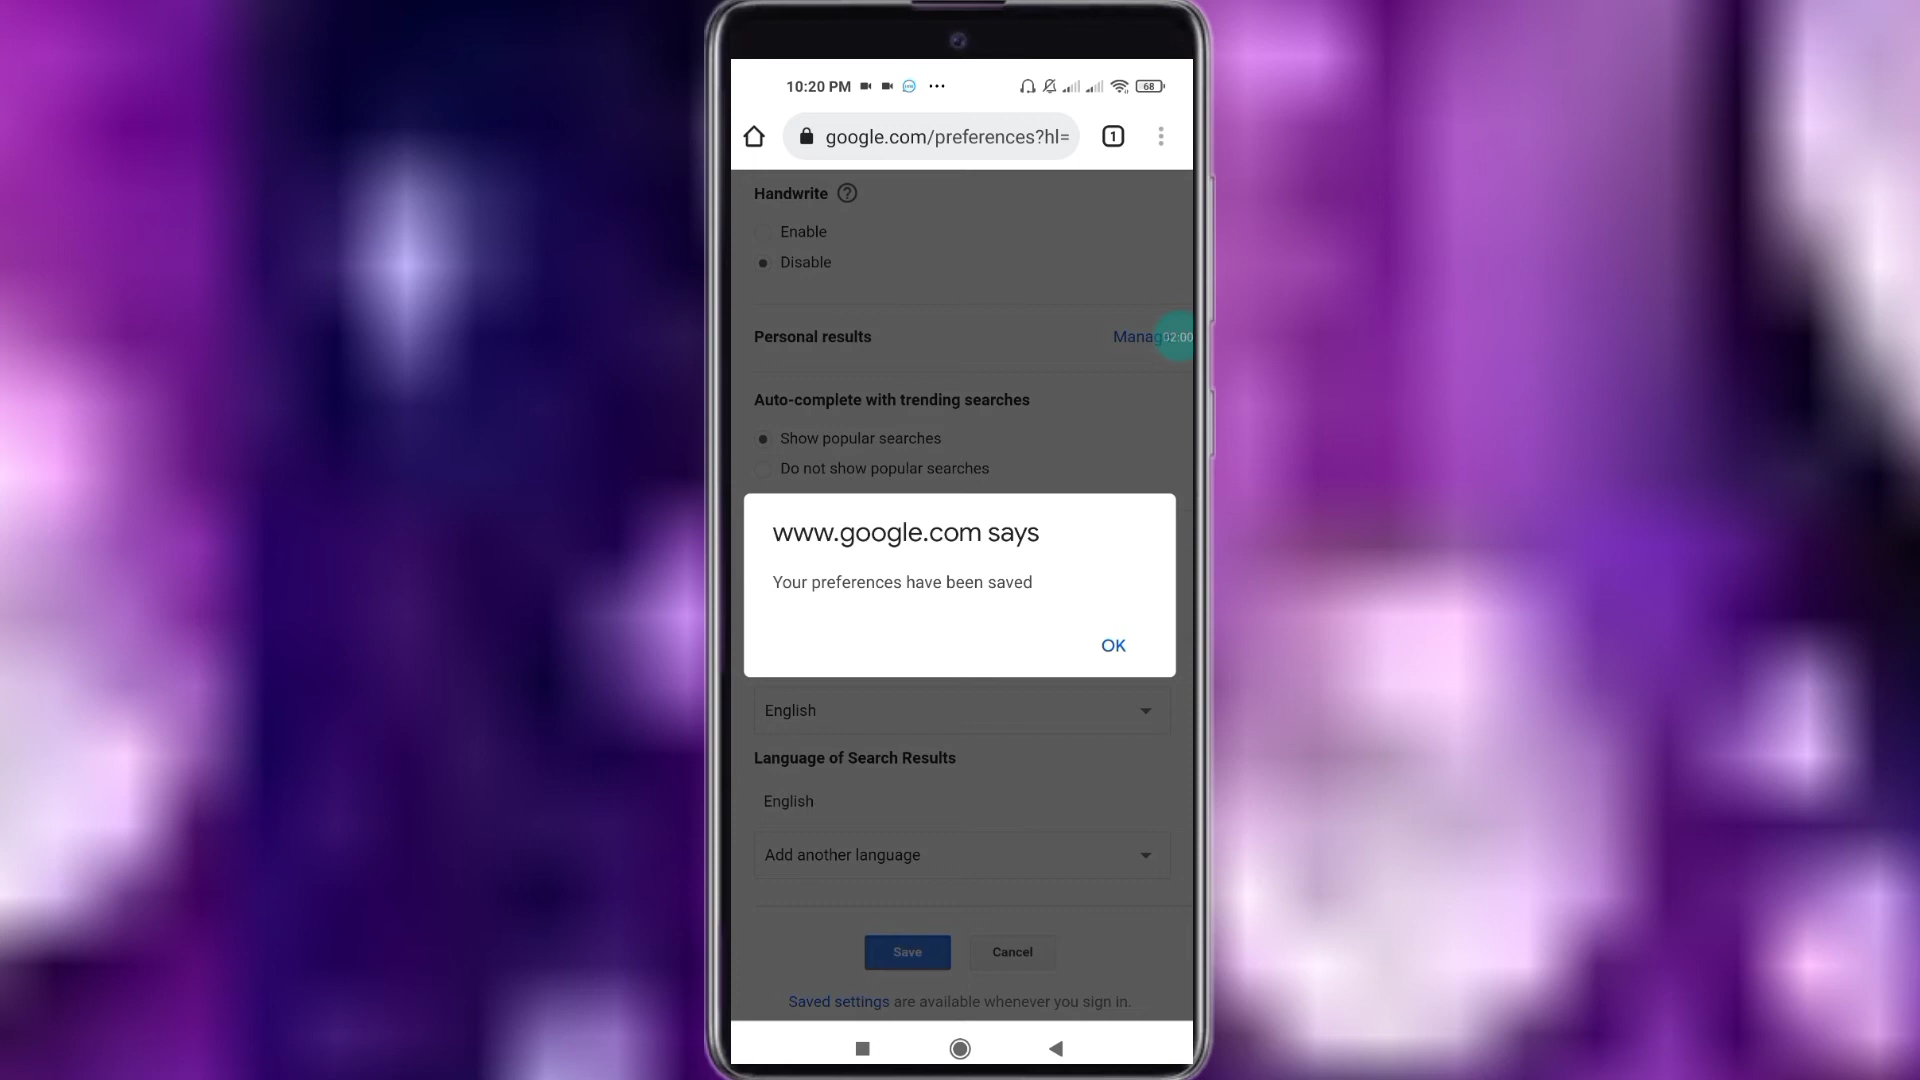 10:20 PM 68
google.com/preferences?hl=
1
Handwrite ?
Enable
Disable
Personal results Manag 02:00
Auto-complete with trending searches
Show popular searches
Do not show popular searches
www.google.com says
Your preferences have been saved
OK
English
Language of Search Results
English
Add another language
Save Cancel
Saved settings are available whenever you sign in.